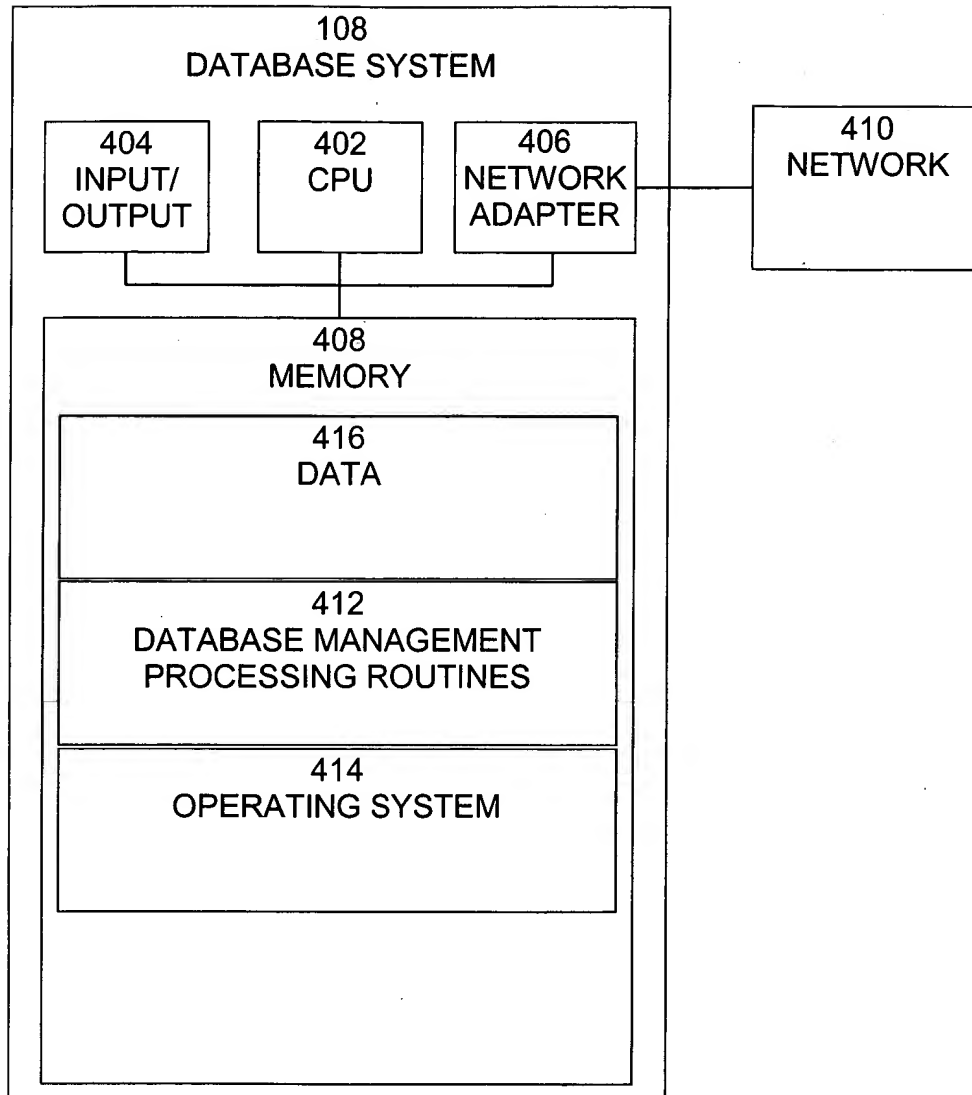 108
DATABASE SYSTEM
404
INPUT/
OUTPUT
402
CPU
406
NETWORK
ADAPTER
410
NETWORK
408
MEMORY
416
DATA
412
DATABASE MANAGEMENT
PROCESSING ROUTINES
414
OPERATING SYSTEM